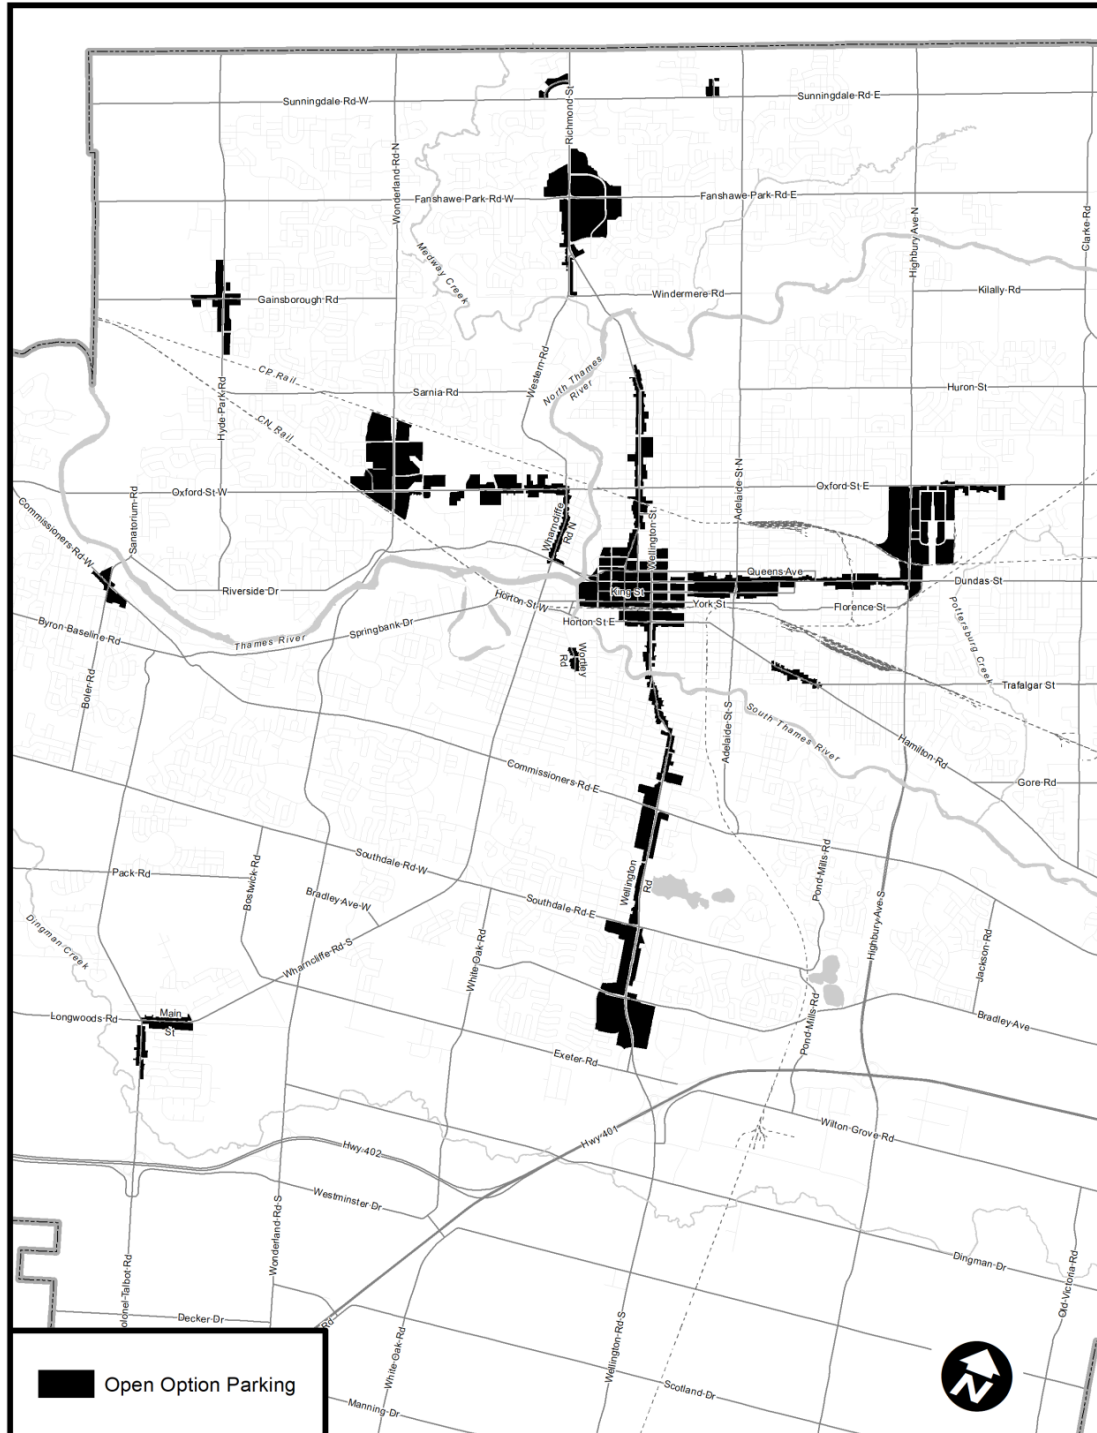 Sunningdale Rd W
Sunningdale Rd E
Richmond St
Wonderland Rd N
Fanshawe Park Rd W
Fanshawe Park Rd E
Highbury Ave N
Clarke Rd
Medway Creek
Gainsborough Rd
Windermere Rd
Kilally Rd
CP Rail
Western Rd
North Thames
River
Hyde Park Rd
Sarnia Rd
Huron St
CN Rail
Adelaide St N
Oxford St W
Oxford St E
Sanatorium Rd
Commissioners Rd W
Wharncliffe
Rd N
Wellington St
Queens Ave
Riverside Dr
King St
Dundas St
Horton St W
York St
Florence St
Horton St E
Byron Baseline Rd
Springbank Dr
Thames River
Wortley
Rd
Pottersburg Creek
Boler Rd
Trafalgar St
Adelaide St S
South Thames River
Hamilton Rd
Commissioners Rd E
Gore Rd
Southdale Rd W
Pack Rd
Bostwick Rd
Wellington
Rd
Pond Mills Rd
Bradley Ave W
Southdale Rd E
Dingman Creek
Wharncliffe Rd S
White Oak Rd
Highbury Ave S
Jackson Rd
Longwoods Rd
Main
St
Pond Mills Rd
Bradley Ave
Exeter Rd
Hwy 401
Wilton Grove Rd
Hwy 402
Westminster Dr
Wonderland Rd S
Dingman Dr
Old Victoria Rd
olonel Talbot Rd
Decker Dr
Rd
White Oak Rd
Wellington Rd S
Scotland Dr
Manning Dr
Open Option Parking
N